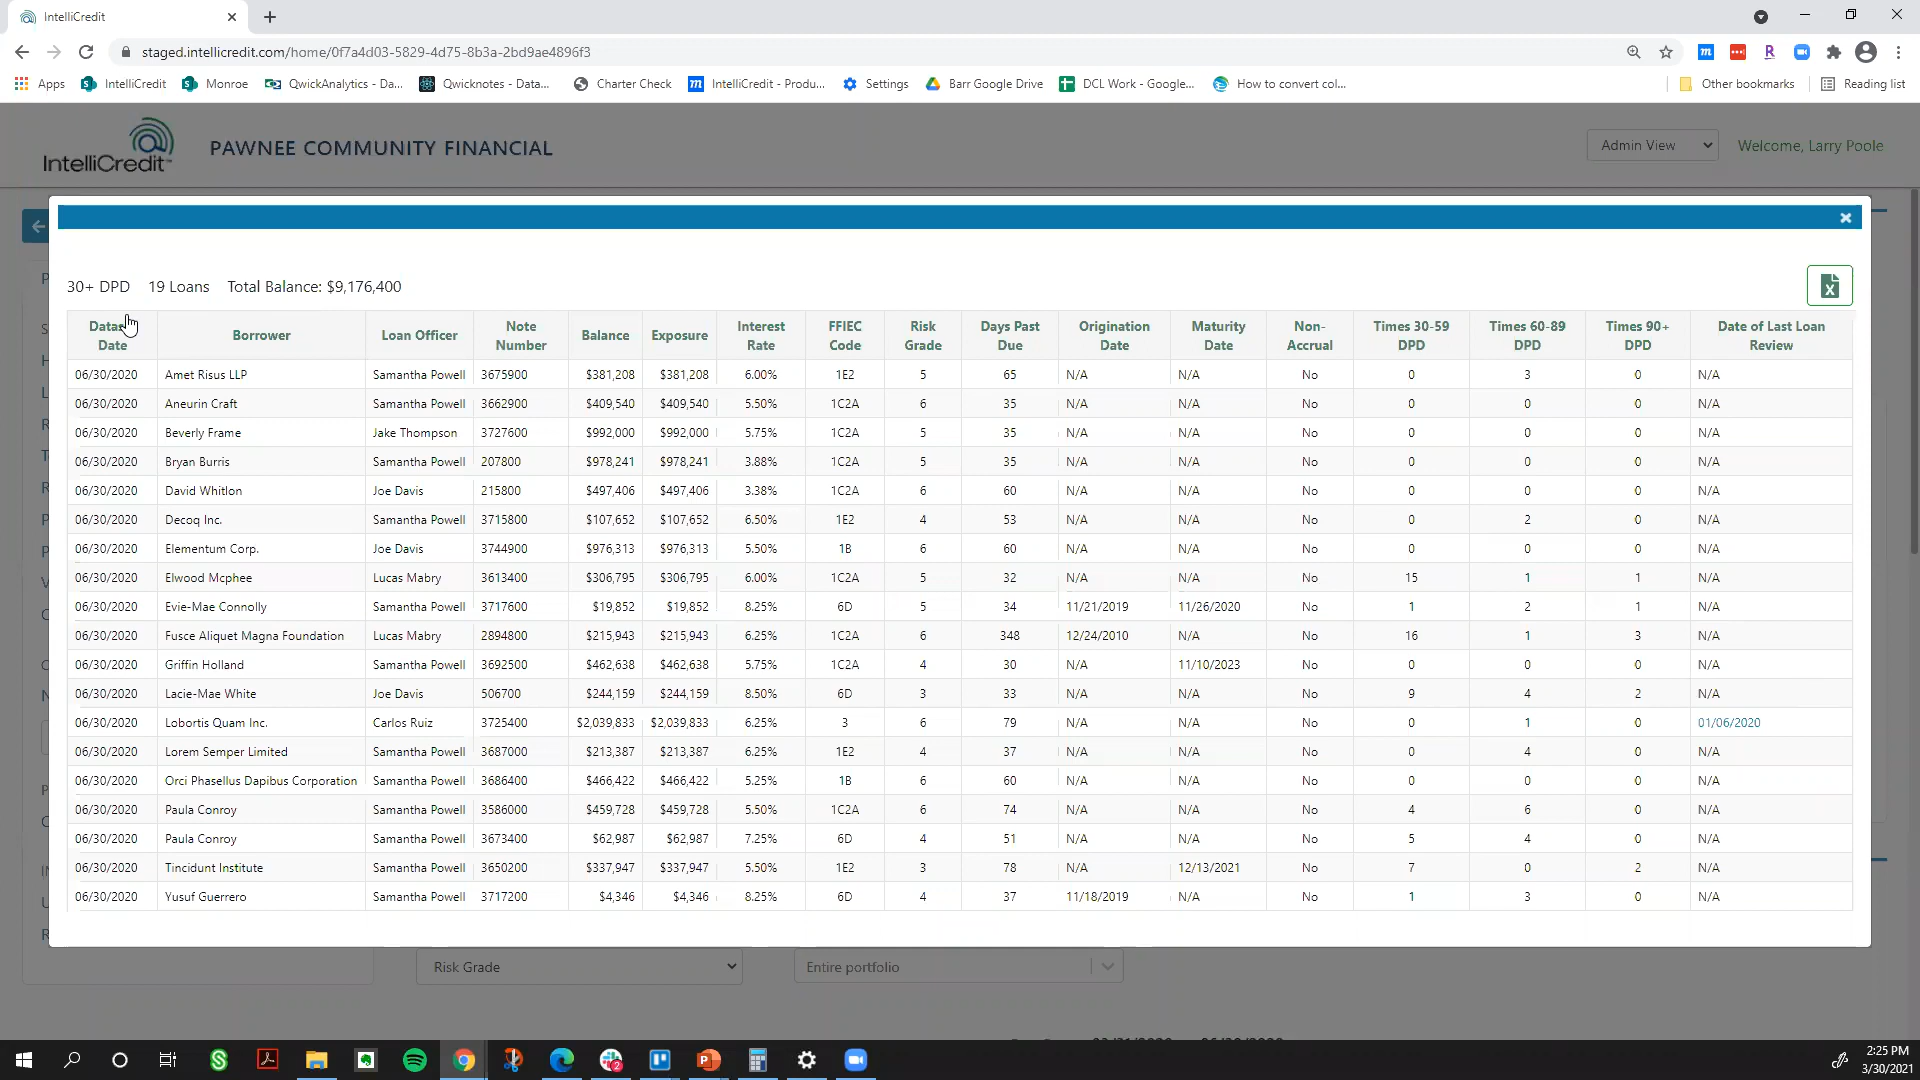 IntelliCredit
staged.intellicredit.com/home/0f7a4d03-5829-4d75-8b3a-2bd9ae4896f3
Apps IntelliCredit Monroe QwickAnalytics - Da... Qwicknotes - Data... Charter Check IntelliCredit - Produ... Settings Barr Google Drive DCL Work - Google... How to convert col... Other bookmarks Reading list
IntelliCredit PAWNEE COMMUNITY FINANCIAL Admin View Welcome, Larry Poole
30+ DPD 19 Loans Total Balance: $9,176,400
Date Borrower Loan Officer Note Number Balance Exposure Interest Rate FFIEC Code Risk Grade Days Past Due Origination Date Maturity Date Non-Accrual Times 30-59 DPD Times 60-89 DPD Times 90+ DPD Date of Last Loan Review
06/30/2020 Amet Risus LLP Samantha Powell 3675900 $381,208 $381,208 6.00% 1E2 5 65 N/A N/A No 0 3 0 N/A
06/30/2020 Aneurin Craft Samantha Powell 3662900 $409,540 $409,540 5.50% 1C2A 6 35 N/A N/A No 0 0 0 N/A
06/30/2020 Beverly Frame Jake Thompson 3727600 $992,000 $992,000 5.75% 1C2A 5 35 N/A N/A No 0 0 0 N/A
06/30/2020 Bryan Burris Samantha Powell 207800 $978,241 $978,241 3.88% 1C2A 5 35 N/A N/A No 0 0 0 N/A
06/30/2020 David Whitlon Joe Davis 215800 $497,406 $497,406 3.38% 1C2A 6 60 N/A N/A No 0 0 0 N/A
06/30/2020 Decoq Inc. Samantha Powell 3715800 $107,652 $107,652 6.50% 1E2 4 53 N/A N/A No 0 2 0 N/A
06/30/2020 Elementum Corp. Joe Davis 3744900 $976,313 $976,313 5.50% 1B 6 60 N/A N/A No 0 0 0 N/A
06/30/2020 Elwood Mcphee Lucas Mabry 3613400 $306,795 $306,795 6.00% 1C2A 5 32 N/A N/A No 15 1 1 N/A
06/30/2020 Evie-Mae Connolly Samantha Powell 3717600 $19,852 $19,852 8.25% 6D 5 34 11/21/2019 11/26/2020 No 1 2 1 N/A
06/30/2020 Fusce Aliquet Magna Foundation Lucas Mabry 2894800 $215,943 $215,943 6.25% 1C2A 6 348 12/24/2010 N/A No 16 1 3 N/A
06/30/2020 Griffin Holland Samantha Powell 3692500 $462,638 $462,638 5.75% 1C2A 4 30 N/A 11/10/2023 No 0 0 0 N/A
06/30/2020 Lacie-Mae White Joe Davis 506700 $244,159 $244,159 8.50% 6D 3 33 N/A N/A No 9 4 2 N/A
06/30/2020 Lobortis Quam Inc. Carlos Ruiz 3725400 $2,039,833 $2,039,833 6.25% 3 6 79 N/A N/A No 0 1 0 01/06/2020
06/30/2020 Lorem Semper Limited Samantha Powell 3687000 $213,387 $213,387 6.25% 1E2 4 37 N/A N/A No 0 4 0 N/A
06/30/2020 Orci Phasellus Dapibus Corporation Samantha Powell 3686400 $466,422 $466,422 5.25% 1B 6 60 N/A N/A No 0 0 0 N/A
06/30/2020 Paula Conroy Samantha Powell 3586000 $459,728 $459,728 5.50% 1C2A 6 74 N/A N/A No 4 6 0 N/A
06/30/2020 Paula Conroy Samantha Powell 3673400 $62,987 $62,987 7.25% 6D 4 51 N/A N/A No 5 4 0 N/A
06/30/2020 Tincidunt Institute Samantha Powell 3650200 $337,947 $337,947 5.50% 1E2 3 78 N/A 12/13/2021 No 7 0 2 N/A
06/30/2020 Yusuf Guerrero Samantha Powell 3717200 $4,346 $4,346 8.25% 6D 4 37 11/18/2019 N/A No 1 3 0 N/A
Risk Grade Entire portfolio
2:25 PM
3/30/2021